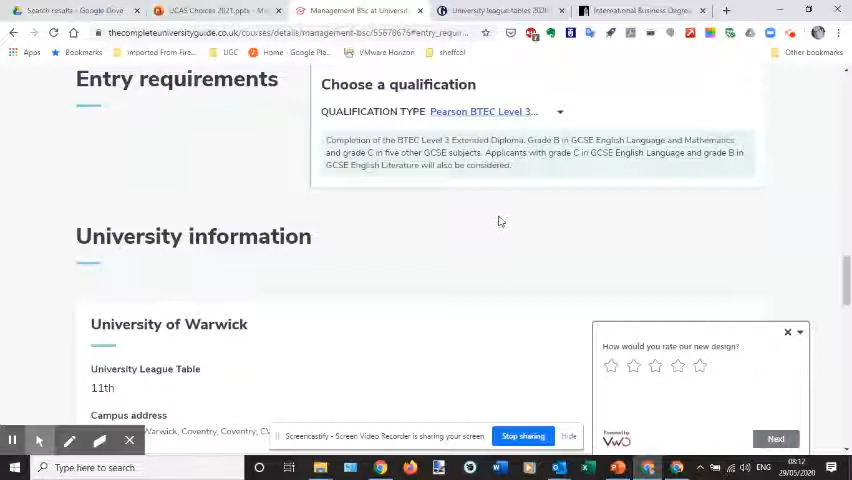 Search results - Google Drive
UCAS Choices 2021.pptx - M
Management BSc at Universit
University league tables 2020
International Business Degree
thecompleteuniversityguide.co.uk/courses/details/management-bsc/55678676#entry_requi...
Apps
Bookmarks
Imported From Fire...
UGC
Home - Google Pla...
VMware Horizon
sheffcol
Other bookmarks
Entry requirements
Choose a qualification
QUALIFICATION TYPE Pearson BTEC Level 3...
Completion of the BTEC Level 3 Extended Diploma. Grade B in GCSE English Language and Mathematics
and grade C in five other GCSE subjects. Applicants with grade C in GCSE English Language and grade B in
GCSE English Literature will also be considered.
University information
University of Warwick
How would you rate our new design?
University League Table
11th
Campus address
Warwick, Coventry, Coventry, CV
Screencastify - Screen Video Recorder is sharing your screen
Stop sharing
Hide
Powered by
VWO
Next
Type here to search
ENG
08:12
29/05/2020